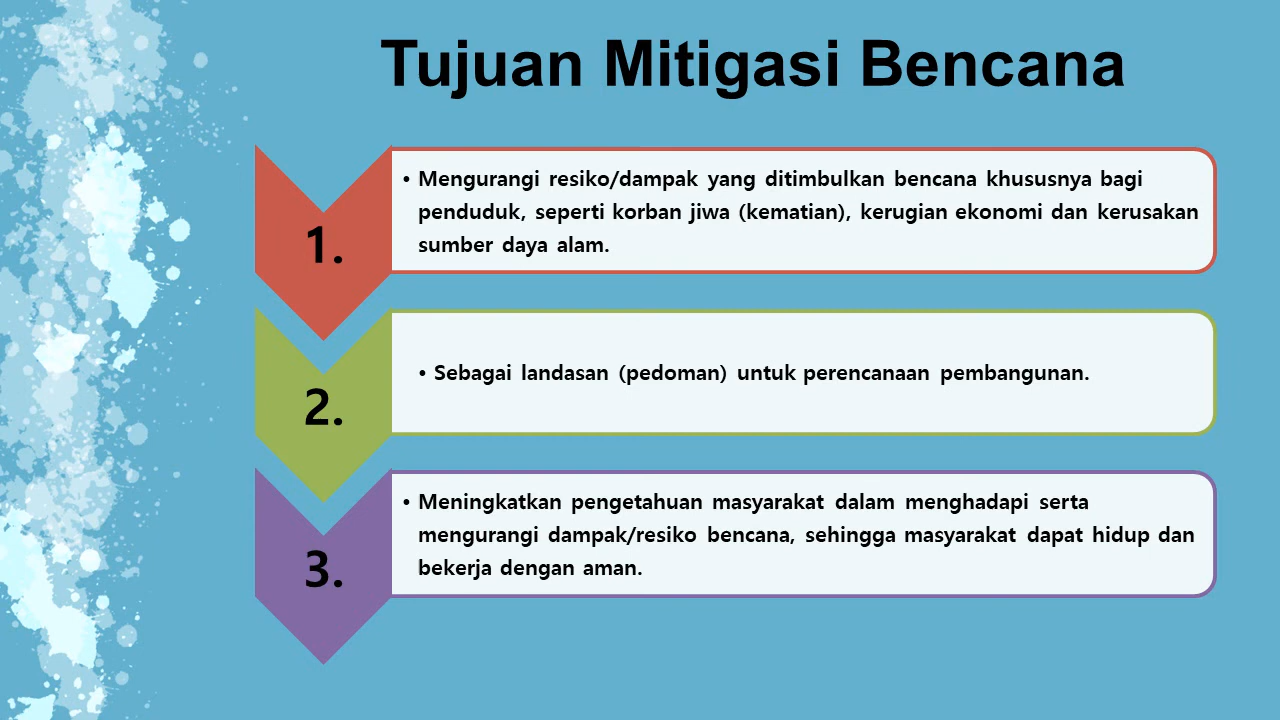 Tujuan Mitigasi Bencana
1.
• Mengurangi resiko/dampak yang ditimbulkan bencana khususnya bagi
penduduk, seperti korban jiwa (kematian), kerugian ekonomi dan kerusakan
sumber daya alam.
2.
• Sebagai landasan (pedoman) untuk perencanaan pembangunan.
3.
• Meningkatkan pengetahuan masyarakat dalam menghadapi serta
mengurangi dampak/resiko bencana, sehingga masyarakat dapat hidup dan
bekerja dengan aman.